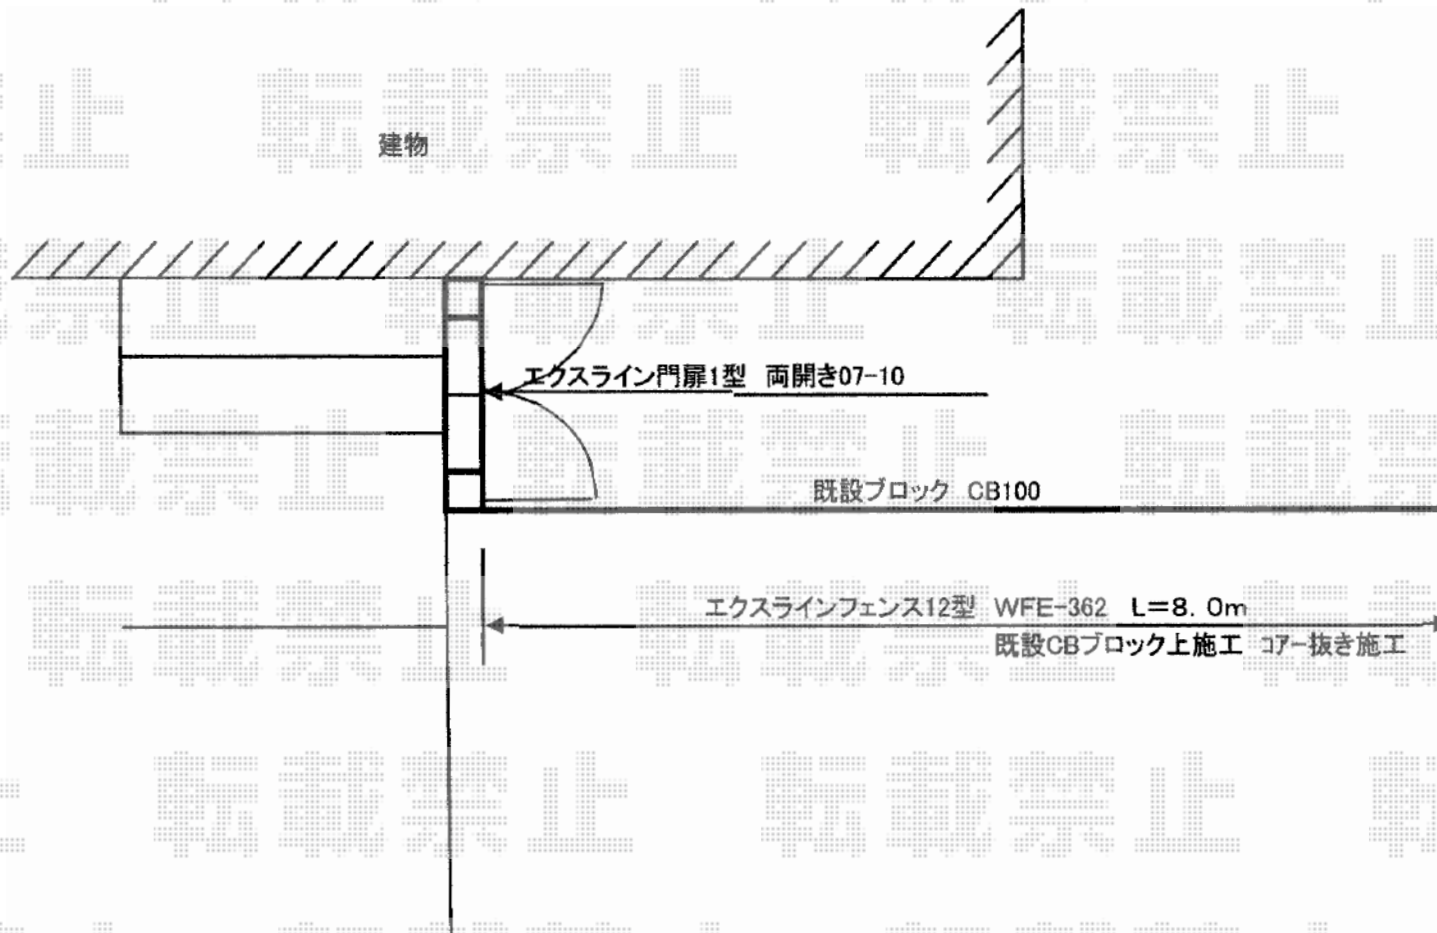 建物
エクスライン門扉1型 両開き07-10
既設ブロック CB100
エクスラインフェンス12型 WFE-362 L=8.0m
既設CBブロック上施工 コアー抜き施工
転載禁止